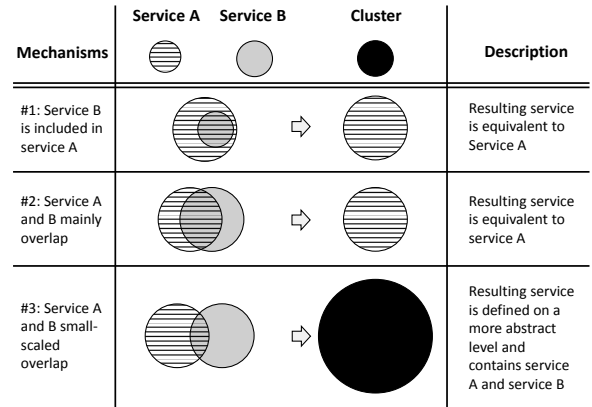 Service A Service B Cluster
Mechanisms Description
#1: Service B
is included in
service A
Resulting service
is equivalent to
Service A
#2: Service A
and B mainly
overlap
Resulting service
is equivalent to
service A
#3: Service A
and B small-
scaled
overlap
Resulting service
is defined on a
more abstract
level and
contains service
A and service B